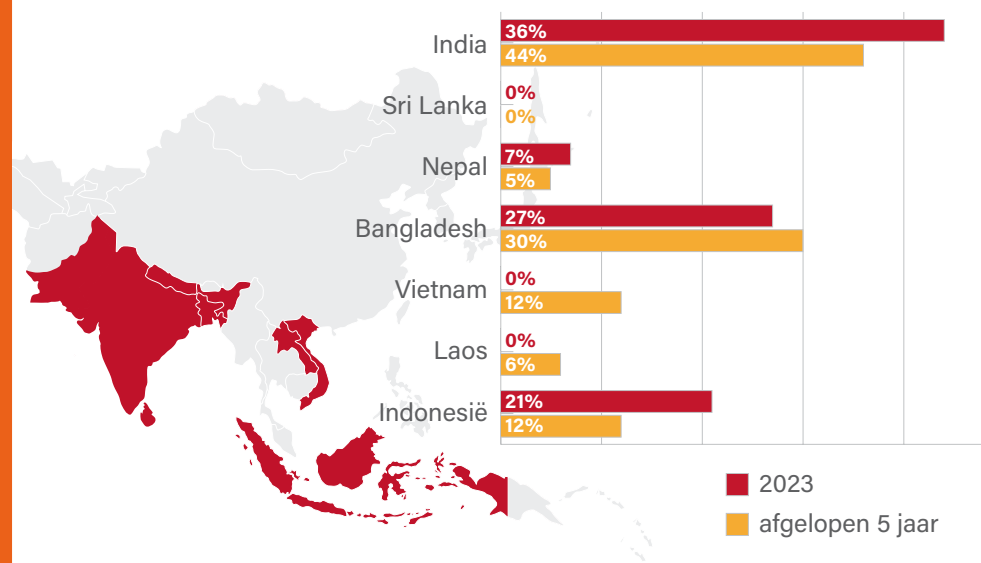 India
36%
44%
Sri Lanka
0%
0%
Nepal
7%
5%
Bangladesh
27%
30%
Vietnam
0%
12%
Laos
0%
6%
Indonesië
21%
12%
2023
afgelopen 5 jaar